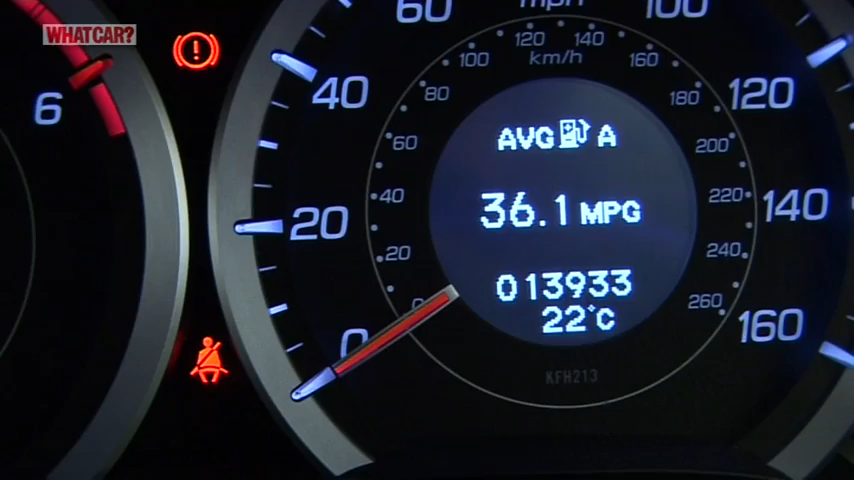 WHATCAR?
60 mph 100
120 140
100 km/h 160
40 80 180 120
6
60 AVG A 200
40 36.1 MPG 220 140
20
20 240
0 013933 260
0 22°C 160
KFH213